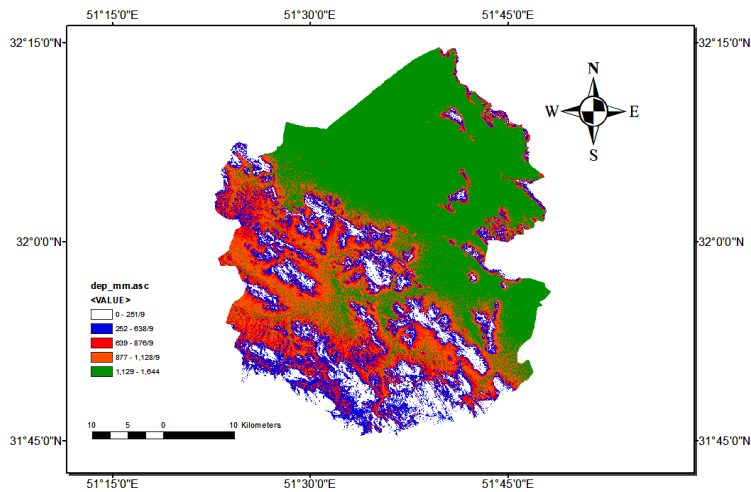 51°15'0"E 51°30'0"E 51°45'0"E
32°15'0"N 32°15'0"N
N
W E
S
32°0'0"N 32°0'0"N
dep_mm.asc
<VALUE>
0 - 251/9
252 - 638/9
639 - 876/9
877 - 1,128/9
1,129 - 1,644
10 5 0 10 Kilometers
31°45'0"N 31°45'0"N
51°15'0"E 51°30'0"E 51°45'0"E